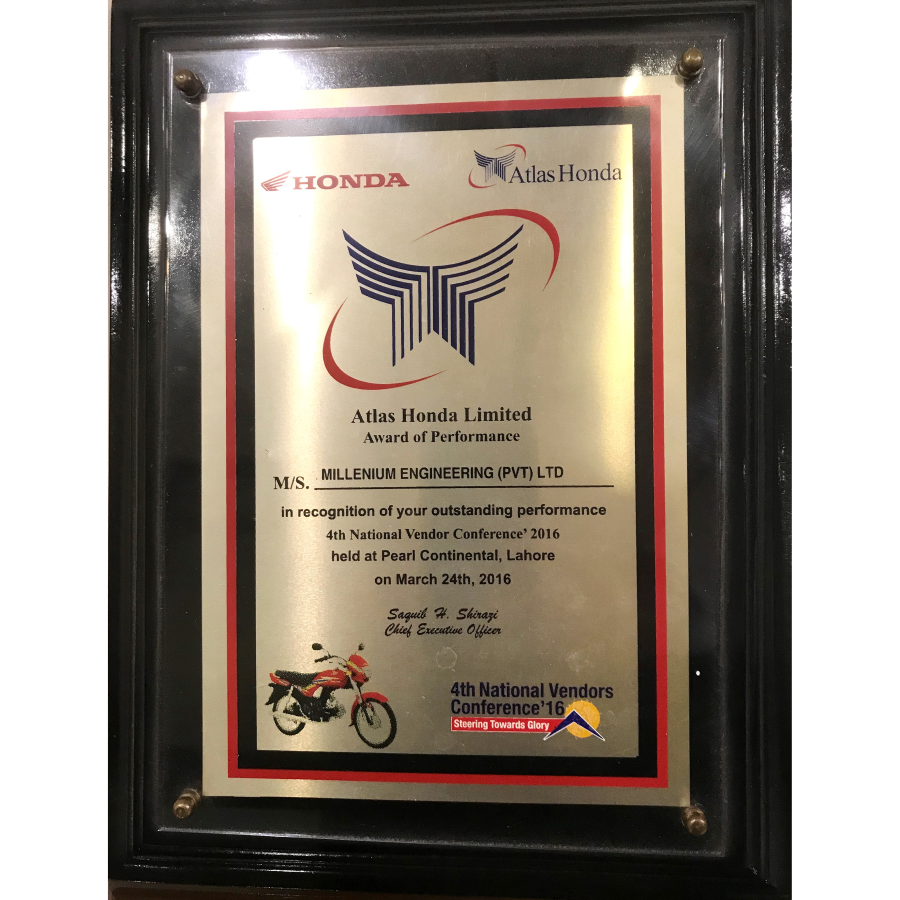 HONDA
Atlas Honda
Atlas Honda Limited
Award of Performance
M/S. MILLENIUM ENGINEERING (PVT) LTD
in recognition of your outstanding performance
4th National Vendor Conference' 2016
held at Pearl Continental, Lahore
on March 24th, 2016
Saquib H. Shirazi
Chief Executive Officer
4th National Vendors
Conference'16
Steering Towards Glory